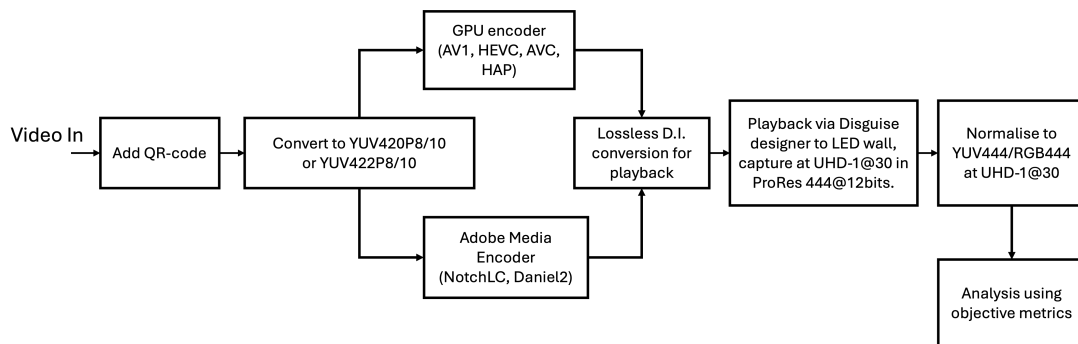 Video In
Add QR-code
Convert to YUV420P8/10
or YUV422P8/10
GPU encoder
(AV1, HEVC, AVC,
HAP)
Adobe Media
Encoder
(NotchLC, Daniel2)
Lossless D.I.
conversion for
playback
Playback via Disguise
designer to LED wall,
capture at UHD-1@30 in
ProRes 444@12bits.
Normalise to
YUV444/RGB444
at UHD-1@30
Analysis using
objective metrics